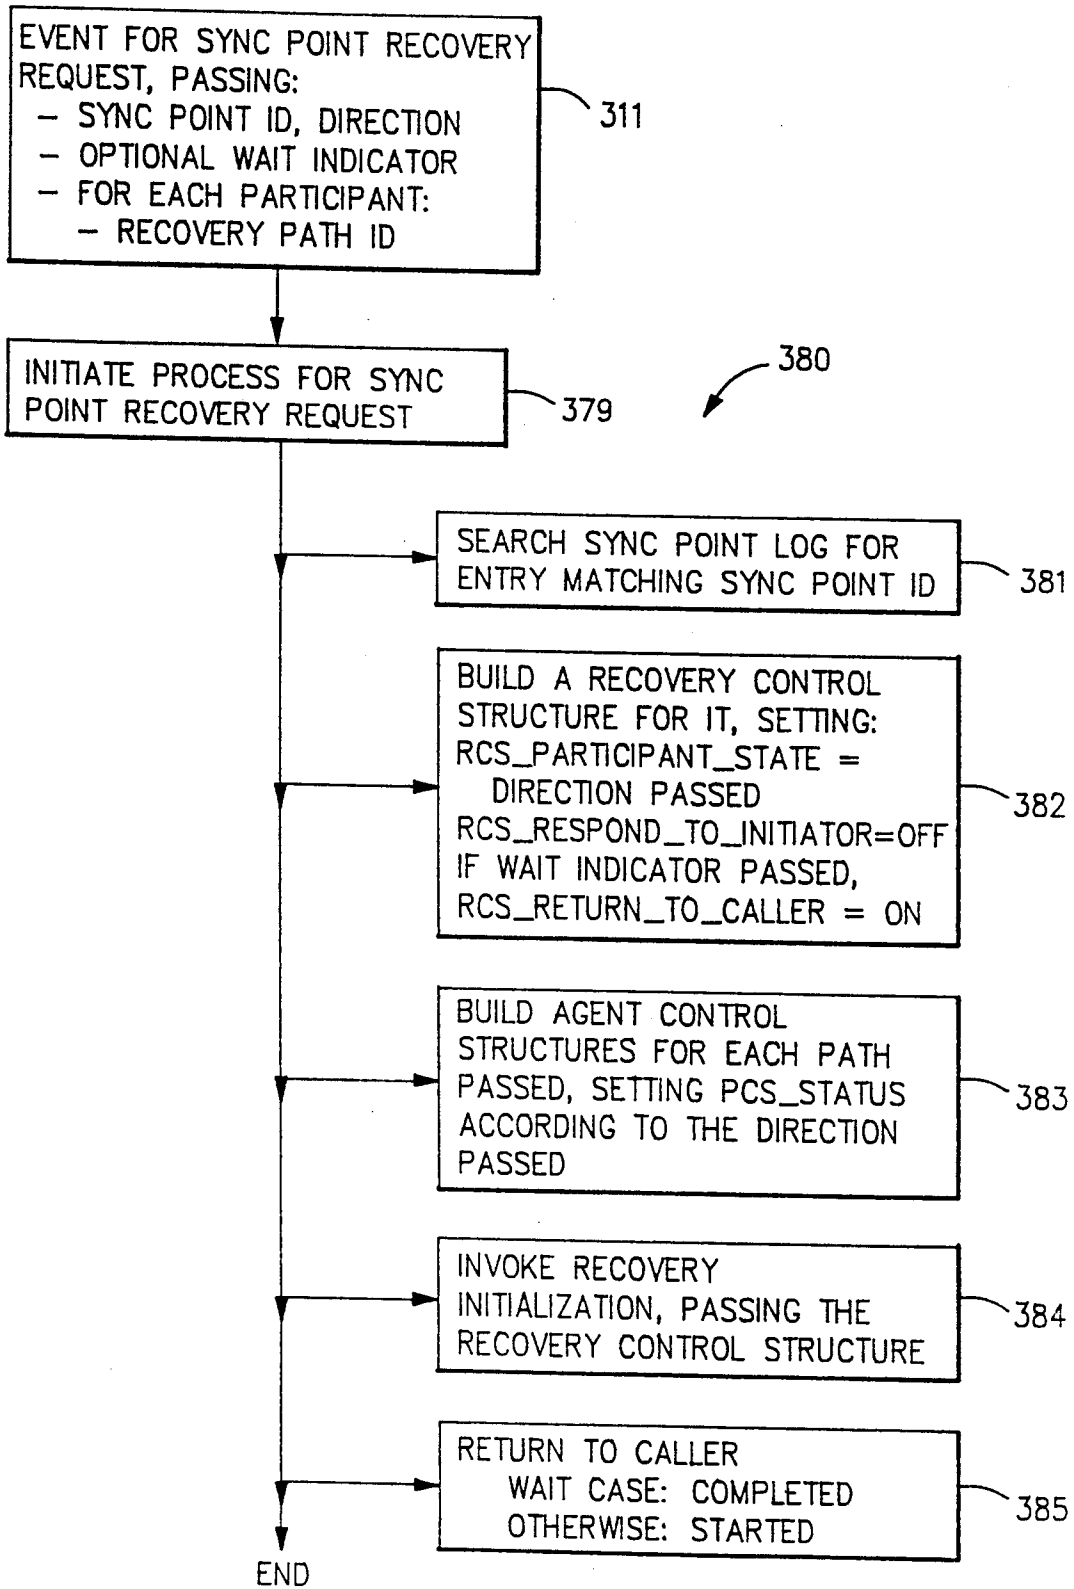 EVENT FOR SYNC POINT RECOVERY
REQUEST, PASSING:
– SYNC POINT ID, DIRECTION
– OPTIONAL WAIT INDICATOR
– FOR EACH PARTICIPANT:
– RECOVERY PATH ID
311
INITIATE PROCESS FOR SYNC
POINT RECOVERY REQUEST
379
380
SEARCH SYNC POINT LOG FOR
ENTRY MATCHING SYNC POINT ID
381
BUILD A RECOVERY CONTROL
STRUCTURE FOR IT, SETTING:
RCS_PARTICIPANT_STATE =
DIRECTION PASSED
RCS_RESPOND_TO_INITIATOR=OFF
IF WAIT INDICATOR PASSED,
RCS_RETURN_TO_CALLER = ON
382
BUILD AGENT CONTROL
STRUCTURES FOR EACH PATH
PASSED, SETTING PCS_STATUS
ACCORDING TO THE DIRECTION
PASSED
383
INVOKE RECOVERY
INITIALIZATION, PASSING THE
RECOVERY CONTROL STRUCTURE
384
RETURN TO CALLER
WAIT CASE: COMPLETED
OTHERWISE: STARTED
385
END